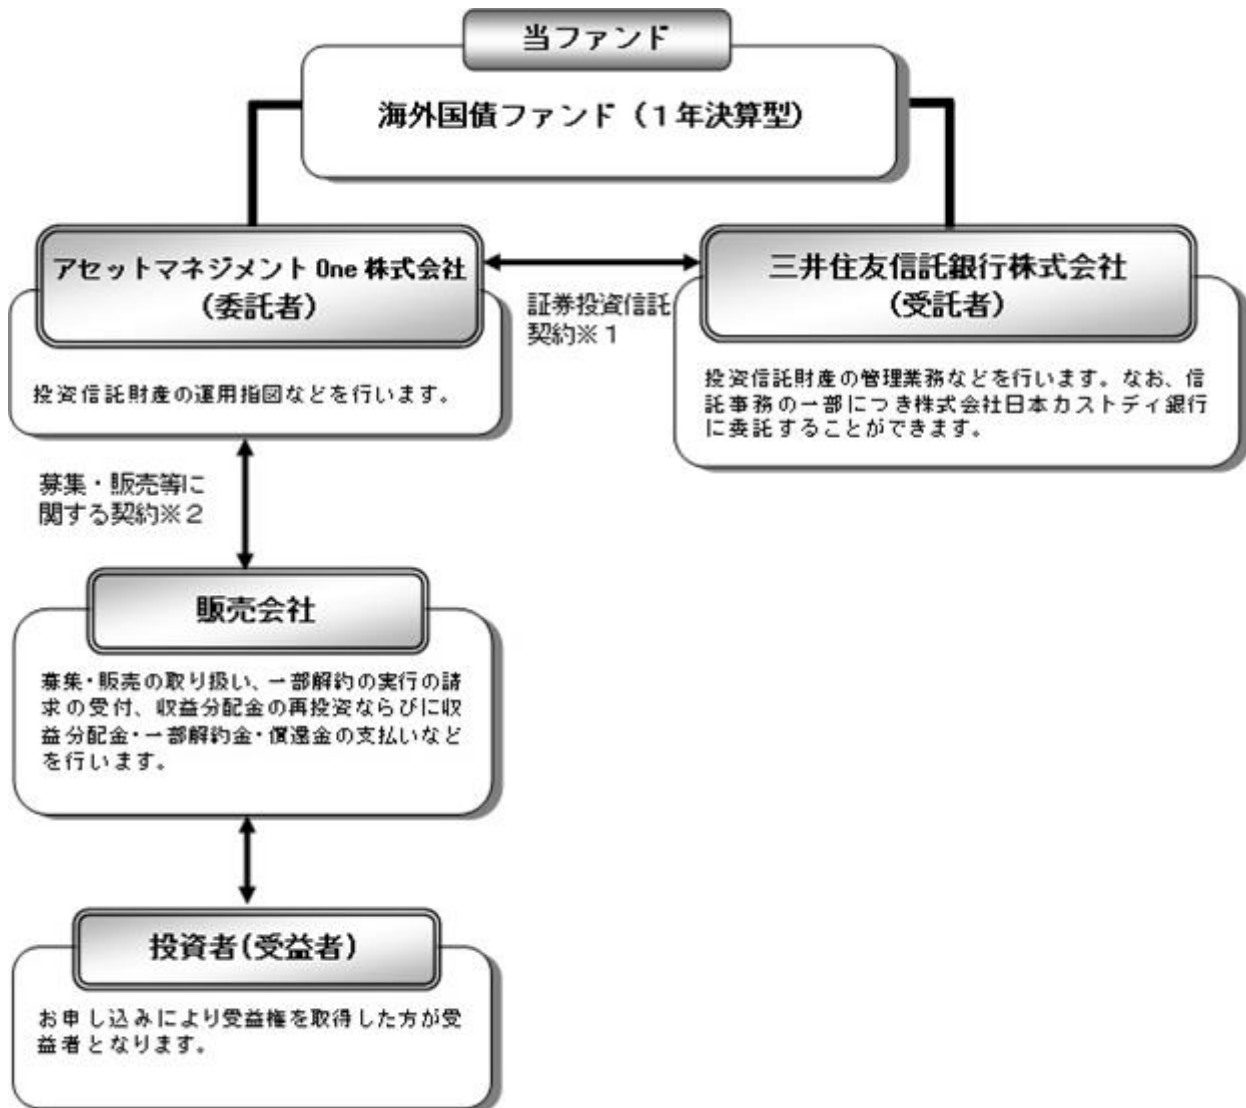 当ファンド
海外国債ファンド（１年決算型）
アセットマネジメント One 株式会社
（委託者）
投資信託財産の運用指図などを行います。
証券投資信託
契約※１
三井住友信託銀行株式会社
（受託者）
投資信託財産の管理業務などを行います。なお、信
託事務の一部につき株式会社日本カストディ銀行
に委託することができます。
募集・販売等に
関する契約※２
販売会社
募集・販売の取り扱い、一部解約の実行の請
求の受付、収益分配金の再投資ならびに収
益分配金・一部解約金・償還金の支払いなど
を行います。
投資者（受益者）
お申し込みにより受益権を取得した方が受
益者となります。